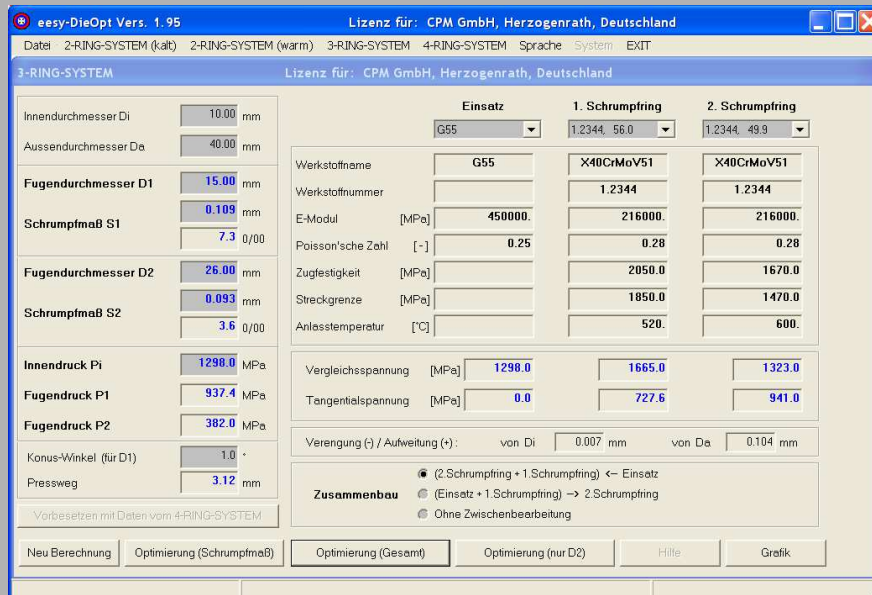 eesy-DieOpt Vers. 1.95 Lizenz für: CPM GmbH, Herzogenrath, Deutschland
Datei 2-RING-SYSTEM (kalt) 2-RING-SYSTEM (warm) 3-RING-SYSTEM 4-RING-SYSTEM Sprache System EXIT
3-RING-SYSTEM Lizenz für: CPM GmbH, Herzogenrath, Deutschland
Innendurchmesser Di 10.00 mm
Aussendurchmesser Da 40.00 mm
Fugendurchmesser D1 15.00 mm
Schrumpfmaß S1 0.109 mm
7.3 0/00
Fugendurchmesser D2 26.00 mm
Schrumpfmaß S2 0.093 mm
3.6 0/00
Innendruck Pi 1298.0 MPa
Fugendruck P1 937.4 MPa
Fugendruck P2 382.0 MPa
Konus-Winkel (für D1) 1.0 °
Pressweg 3.12 mm
Vorbesetzen mit Daten vom 4-RING-SYSTEM
Einsatz 1. Schrumpfring 2. Schrumpfring
G55 1.2344, 56.0 1.2344, 49.9
Werkstoffname G55 X40CrMoV51 X40CrMoV51
Werkstoffnummer 1.2344 1.2344
E-Modul [MPa] 450000. 216000. 216000.
Poisson'sche Zahl [-] 0.25 0.28 0.28
Zugfestigkeit [MPa] 2050.0 1670.0
Streckgrenze [MPa] 1850.0 1470.0
Anlasstemperatur [°C] 520. 600.
Vergleichsspannung [MPa] 1298.0 1665.0 1323.0
Tangentialspannung [MPa] 0.0 727.6 941.0
Verengung (-) / Aufweitung (+) : von Di 0.007 mm von Da 0.104 mm
Zusammenbau
(2.Schrumpfring + 1.Schrumpfring) <-- Einsatz
(Einsatz + 1.Schrumpfring) --> 2.Schrumpfring
Ohne Zwischenbearbeitung
Neu Berechnung Optimierung (Schrumpfmaß) Optimierung (Gesamt) Optimierung (nur D2) Hilfe Grafik